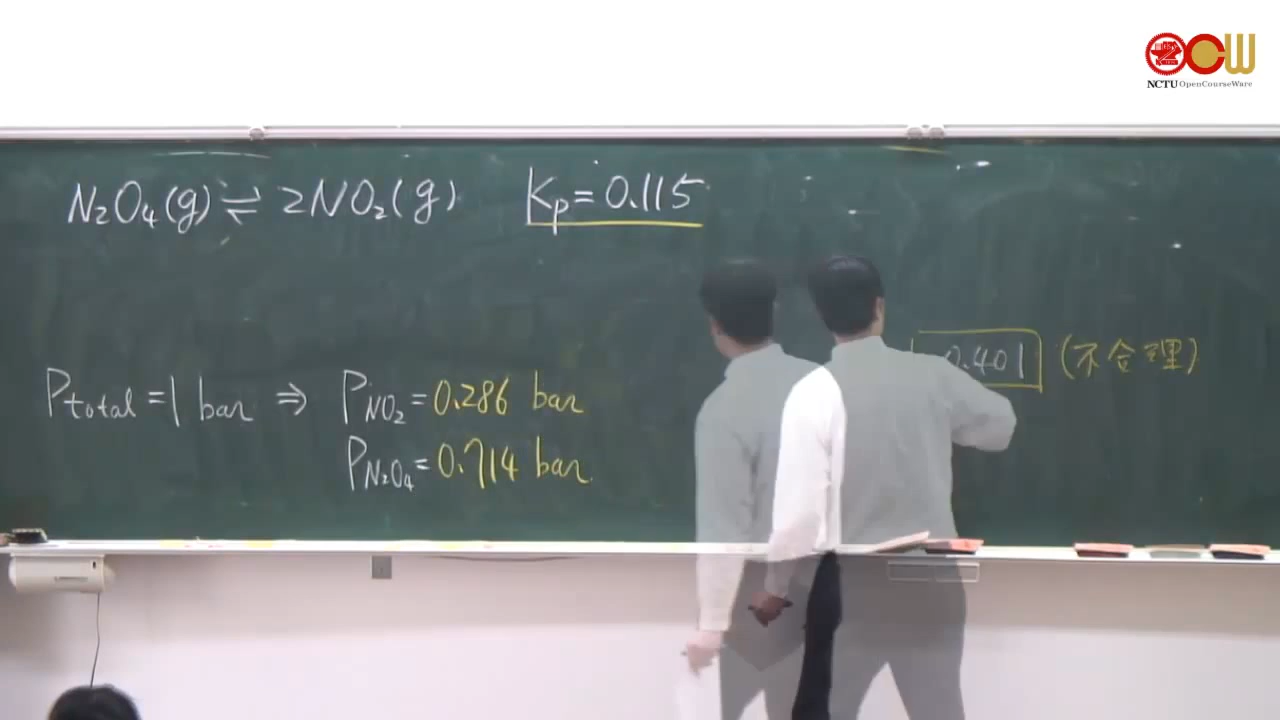 NCTU OpenCourseWare
N₂O₄(g) ⇌ 2NO₂(g) Kp = 0.115
0.401 (不合理)
Ptotal = 1 bar ⇒ PNO₂ = 0.286 bar
PN₂O₄ = 0.714 bar